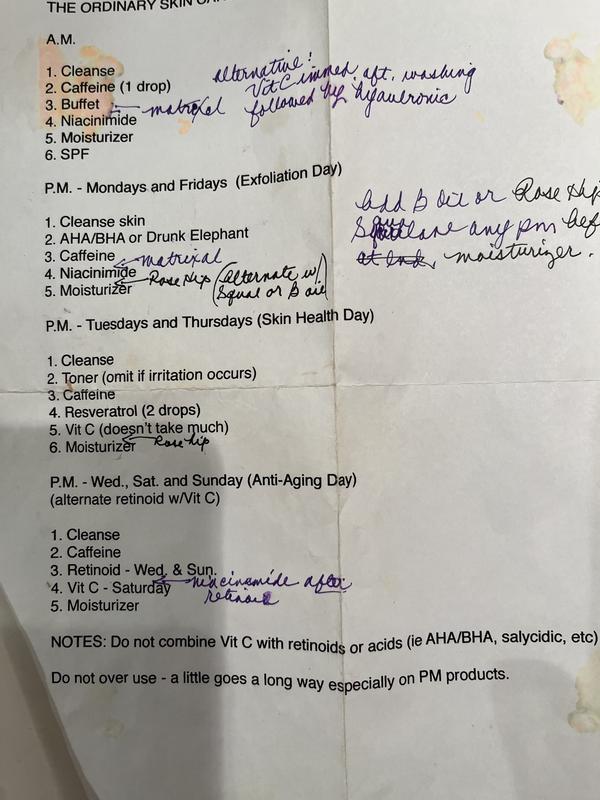 THE ORDINARY SKIN
A.M.
1. Cleanse
2. Caffeine (1 drop)
3. Buffet
matrixal
4. Niacinimide
5. Moisturizer
6. SPF
alternative!
Vit C immed. aft. washing
followed by hyaluronic
P.M. - Mondays and Fridays (Exfoliation Day)
1. Cleanse skin
2. AHA/BHA or Drunk Elephant
3. Caffeine
matrixal
4. Niacinimide
Rose Hip (alternate w/
5. Moisturizer
Squal or B oil)
Add B oil or Rose Hip
Squalane any pm bef
at end, moisturizer.
P.M. - Tuesdays and Thursdays (Skin Health Day)
1. Cleanse
2. Toner (omit if irritation occurs)
3. Caffeine
4. Resveratrol (2 drops)
5. Vit C (doesn't take much)
6. Moisturizer Rose hip
P.M. - Wed., Sat. and Sunday (Anti-Aging Day)
(alternate retinoid w/Vit C)
1. Cleanse
2. Caffeine
3. Retinoid - Wed. & Sun.
4. Vit C - Saturday niacinamide after
retinoid
5. Moisturizer
NOTES: Do not combine Vit C with retinoids or acids (ie AHA/BHA, salycidic, etc)
Do not over use - a little goes a long way especially on PM products.